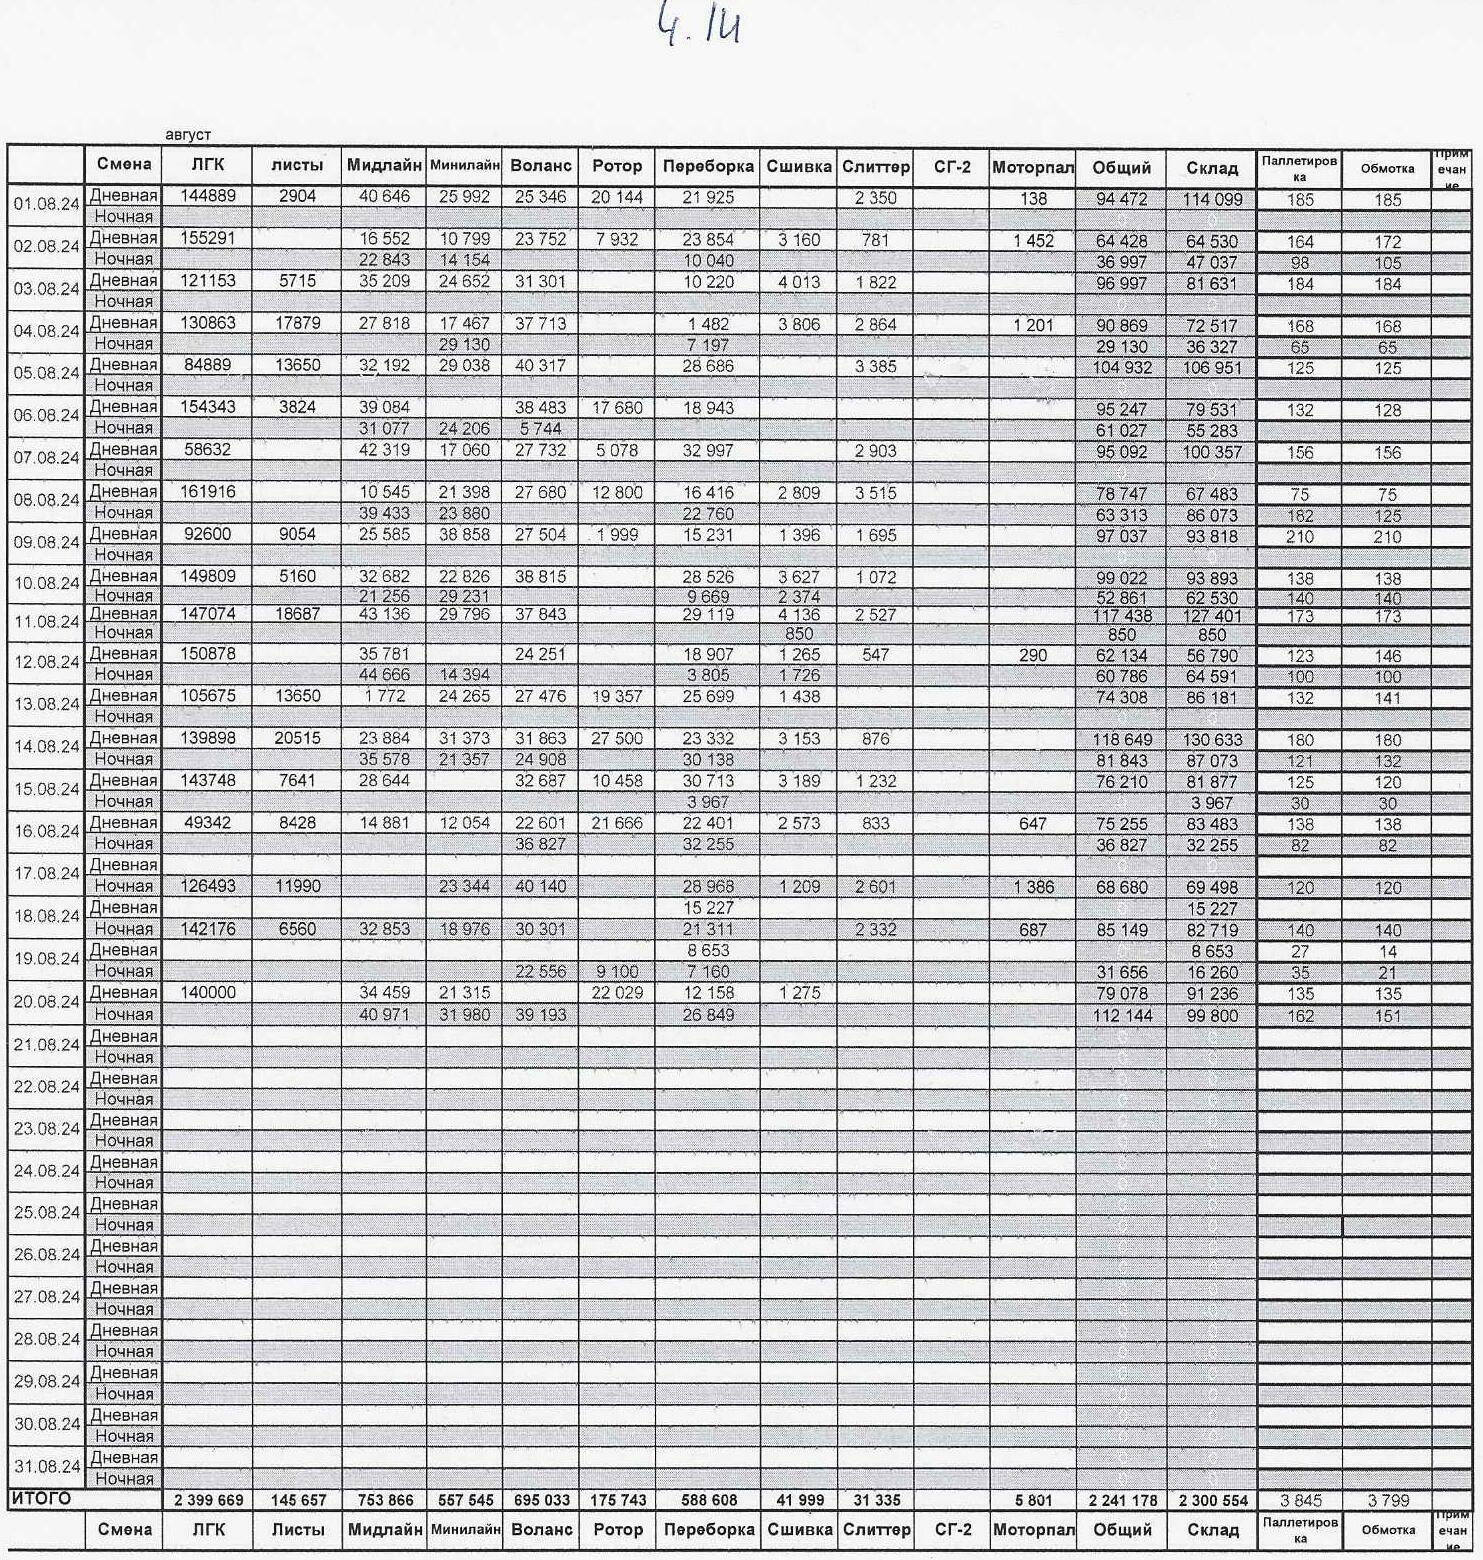 4.14
август
Смена ЛГК листы Мидлайн Минилайн Воланс Ротор Переборка Сшивка Слиттер СГ-2 Моторпал Общий Склад Паллетировка Обмотка Примечание
01.08.24 Дневная 144889 2904 40 646 25 992 25 346 20 144 21 925 2 350 138 94 472 114 099 185 185
Ночная
02.08.24 Дневная 155291 16 552 10 799 23 752 7 932 23 854 3 160 781 1 452 64 428 64 530 164 172
Ночная 22 843 14 154 10 040 36 997 47 037 98 105
03.08.24 Дневная 121153 5715 35 209 24 652 31 301 10 220 4 013 1 822 96 997 81 631 184 184
Ночная
04.08.24 Дневная 130863 17879 27 818 17 467 37 713 1 482 3 806 2 864 1 201 90 869 72 517 168 168
Ночная 29 130 7 197 29 130 36 327 65 65
05.08.24 Дневная 84889 13650 32 192 29 038 40 317 28 686 3 385 104 932 106 951 125 125
Ночная
06.08.24 Дневная 154343 3824 39 084 38 483 17 680 18 943 95 247 79 531 132 128
Ночная 31 077 24 206 5 744 61 027 55 283
07.08.24 Дневная 58632 42 319 17 060 27 732 5 078 32 997 2 903 95 092 100 357 156 156
Ночная
08.08.24 Дневная 161916 10 545 21 398 27 680 12 800 16 416 2 809 3 515 78 747 67 483 75 75
Ночная 39 433 23 880 22 760 63 313 86 073 182 125
09.08.24 Дневная 92600 9054 25 585 38 858 27 504 1 999 15 231 1 396 1 695 97 037 93 818 210 210
Ночная
10.08.24 Дневная 149809 5160 32 682 22 826 38 815 28 526 3 627 1 072 99 022 93 893 138 138
Ночная 21 256 29 231 9 669 2 374 52 861 62 530 140 140
11.08.24 Дневная 147074 18687 43 136 29 796 37 843 29 119 4 136 2 527 117 438 127 401 173 173
Ночная 850 850 850
12.08.24 Дневная 150878 35 781 24 251 18 907 1 265 547 290 62 134 56 790 123 146
Ночная 44 666 14 394 3 805 1 726 60 786 64 591 100 100
13.08.24 Дневная 105675 13650 1 772 24 265 27 476 19 357 25 699 1 438 74 308 86 181 132 141
Ночная
14.08.24 Дневная 139898 20515 23 884 31 373 31 863 27 500 23 332 3 153 876 118 649 130 633 180 180
Ночная 35 578 21 357 24 908 30 138 81 843 87 073 121 132
15.08.24 Дневная 143748 7641 28 644 32 687 10 458 30 713 3 189 1 232 76 210 81 877 125 120
Ночная 3 967 3 967 30 30
16.08.24 Дневная 49342 8428 14 881 12 054 22 601 21 666 22 401 2 573 833 647 75 255 83 483 138 138
Ночная 36 827 32 255 36 827 32 255 82 82
17.08.24 Дневная
Ночная 126493 11990 23 344 40 140 28 968 1 209 2 601 1 386 68 680 69 498 120 120
18.08.24 Дневная 15 227 15 227
Ночная 142176 6560 32 853 18 976 30 301 21 311 2 332 687 85 149 82 719 140 140
19.08.24 Дневная 8 653 8 653 27 14
Ночная 22 556 9 100 7 160 31 656 16 260 35 21
20.08.24 Дневная 140000 34 459 21 315 22 029 12 158 1 275 79 078 91 236 135 135
Ночная 40 971 31 980 39 193 26 849 112 144 99 800 162 151
21.08.24 Дневная
Ночная
22.08.24 Дневная
Ночная
23.08.24 Дневная
Ночная
24.08.24 Дневная
Ночная
25.08.24 Дневная
Ночная
26.08.24 Дневная
Ночная
27.08.24 Дневная
Ночная
28.08.24 Дневная
Ночная
29.08.24 Дневная
Ночная
30.08.24 Дневная
Ночная
31.08.24 Дневная
Ночная
ИТОГО 2 399 669 145 657 753 866 557 545 695 033 175 743 588 608 41 999 31 335 5 801 2 241 178 2 300 554 3 845 3 799
Смена ЛГК Листы Мидлайн Минилайн Воланс Ротор Переборка Сшивка Слиттер СГ-2 Моторпал Общий Склад Паллетировка Обмотка Примечание